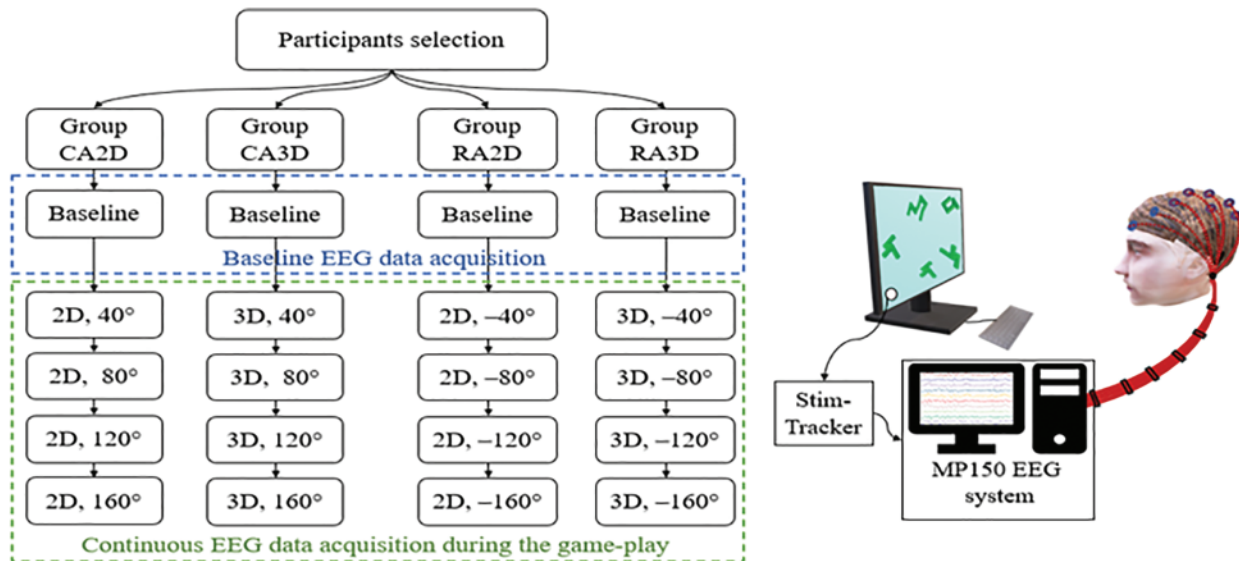 Participants selection
Group
CA2D
Group
CA3D
Group
RA2D
Group
RA3D
Baseline
Baseline
Baseline
Baseline
Baseline EEG data acquisition
2D, 40°
3D, 40°
2D, –40°
3D, –40°
2D, 80°
3D, 80°
2D, –80°
3D, –80°
2D, 120°
3D, 120°
2D, –120°
3D, –120°
2D, 160°
3D, 160°
2D, –160°
3D, –160°
Continuous EEG data acquisition during the game-play
Stim-
Tracker
MP150 EEG
system